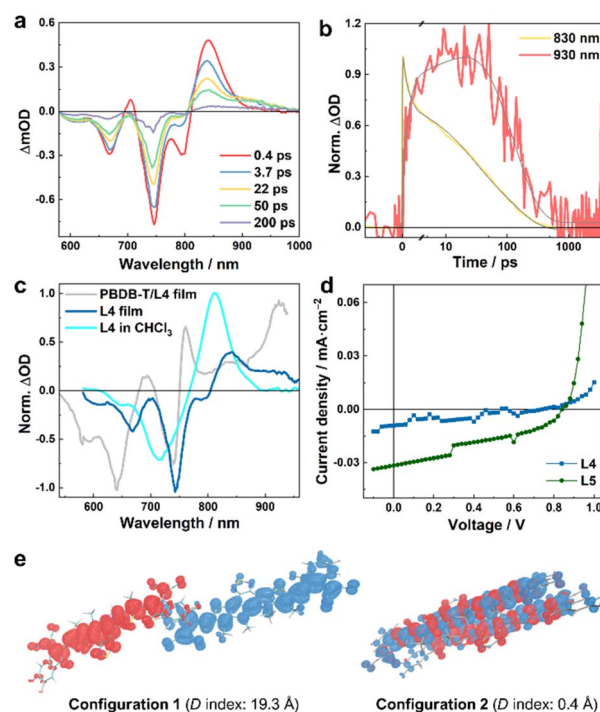 a
0.3
0.0
-0.3
-0.6
ΔmOD
600 700 800 900 1000
Wavelength / nm
0.4 ps
3.7 ps
22 ps
50 ps
200 ps
b
1.2
0.9
0.6
0.3
0.0
Norm. ΔOD
0 10 100 1000
Time / ps
830 nm
930 nm
c
1.0
0.5
0.0
-0.5
-1.0
Norm. ΔOD
600 700 800 900
Wavelength / nm
PBDB-T/L4 film
L4 film
L4 in CHCl₃
d
0.06
0.03
0.00
-0.03
Current density / mA·cm⁻²
0.0 0.2 0.4 0.6 0.8 1.0
Voltage / V
L4
L5
e
Configuration 1 (D index: 19.3 Å) Configuration 2 (D index: 0.4 Å)